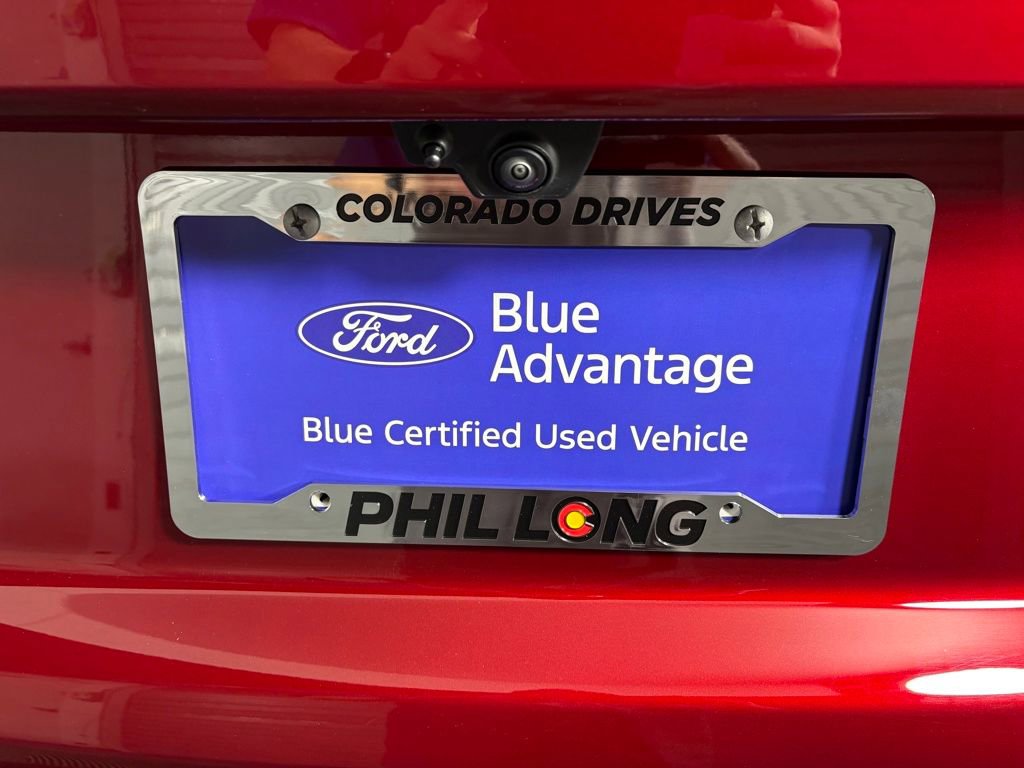 COLORADO DRIVES
Ford
Blue
Advantage
Blue Certified Used Vehicle
PHIL LONG